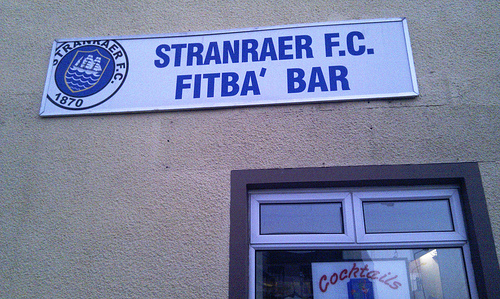 STRANRAER F.C.
1870
STRANRAER F.C.
FITBA' BAR
Cocktails